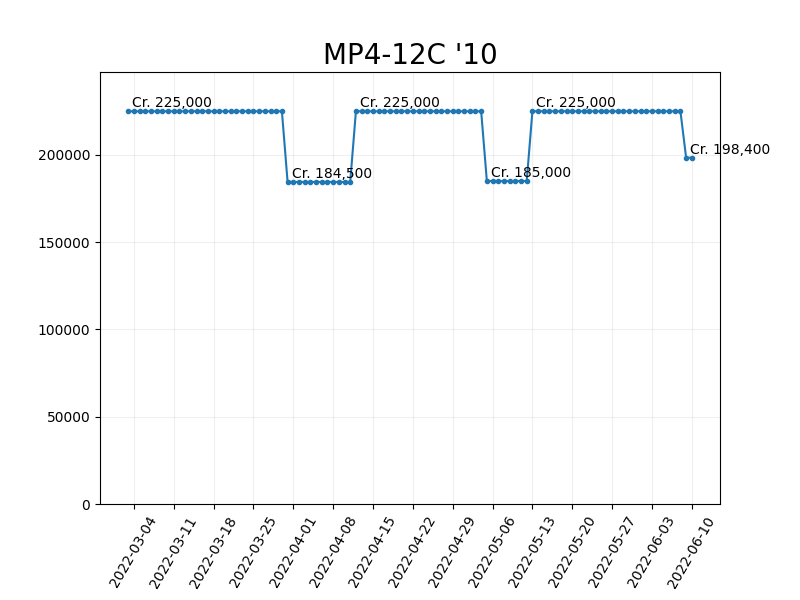 MP4-12C '10
Cr. 225,000
Cr. 225,000
Cr. 225,000
Cr. 198,400
Cr. 184,500
Cr. 185,000
200000
150000
100000
50000
0
2022-03-04
2022-03-11
2022-03-18
2022-03-25
2022-04-01
2022-04-08
2022-04-15
2022-04-22
2022-04-29
2022-05-06
2022-05-13
2022-05-20
2022-05-27
2022-06-03
2022-06-10